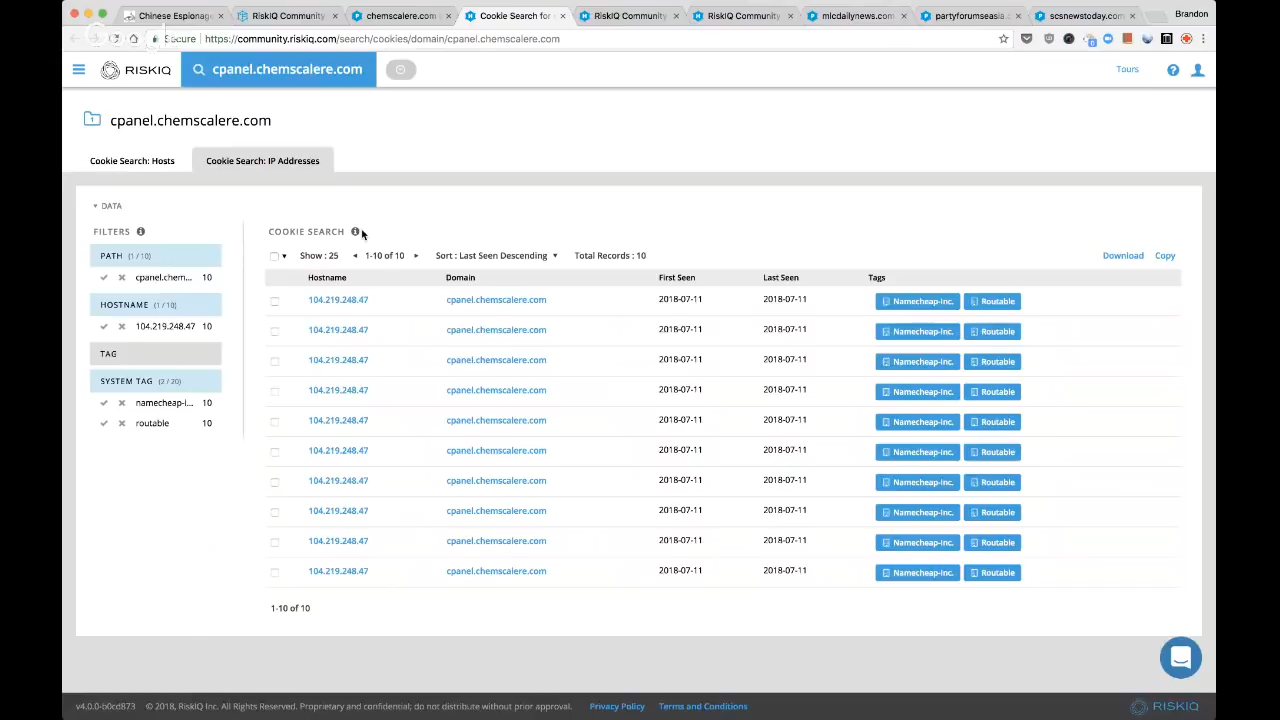 Chinese Espionage × RiskIQ Community × chemscalere.com × Cookie Search for × RiskIQ Community × RiskIQ Community × mlcdailynews.com × partyforumseasia. × scsnewstoday.com × Brandon
Secure https://community.riskiq.com/search/cookies/domain/cpanel.chemscalere.com
RISKIQ cpanel.chemscalere.com Tours ?
1 cpanel.chemscalere.com
Cookie Search: Hosts Cookie Search: IP Addresses
DATA
FILTERS COOKIE SEARCH
PATH (1 / 10) Show : 25 1-10 of 10 Sort : Last Seen Descending Total Records : 10 Download Copy
cpanel.chem... 10 Hostname Domain First Seen Last Seen Tags
HOSTNAME (1 / 10) 104.219.248.47 cpanel.chemscalere.com 2018-07-11 2018-07-11 Namecheap-Inc. Routable
104.219.248.47 10 104.219.248.47 cpanel.chemscalere.com 2018-07-11 2018-07-11 Namecheap-Inc. Routable
TAG 104.219.248.47 cpanel.chemscalere.com 2018-07-11 2018-07-11 Namecheap-Inc. Routable
SYSTEM TAG (2 / 20) 104.219.248.47 cpanel.chemscalere.com 2018-07-11 2018-07-11 Namecheap-Inc. Routable
namecheap-i... 10
routable 10 104.219.248.47 cpanel.chemscalere.com 2018-07-11 2018-07-11 Namecheap-Inc. Routable
104.219.248.47 cpanel.chemscalere.com 2018-07-11 2018-07-11 Namecheap-Inc. Routable
104.219.248.47 cpanel.chemscalere.com 2018-07-11 2018-07-11 Namecheap-Inc. Routable
104.219.248.47 cpanel.chemscalere.com 2018-07-11 2018-07-11 Namecheap-Inc. Routable
104.219.248.47 cpanel.chemscalere.com 2018-07-11 2018-07-11 Namecheap-Inc. Routable
104.219.248.47 cpanel.chemscalere.com 2018-07-11 2018-07-11 Namecheap-Inc. Routable
1-10 of 10
v4.0.0-b0cd873 © 2018, RiskIQ Inc. All Rights Reserved. Proprietary and confidential; do not distribute without prior approval. Privacy Policy Terms and Conditions RISKIQ